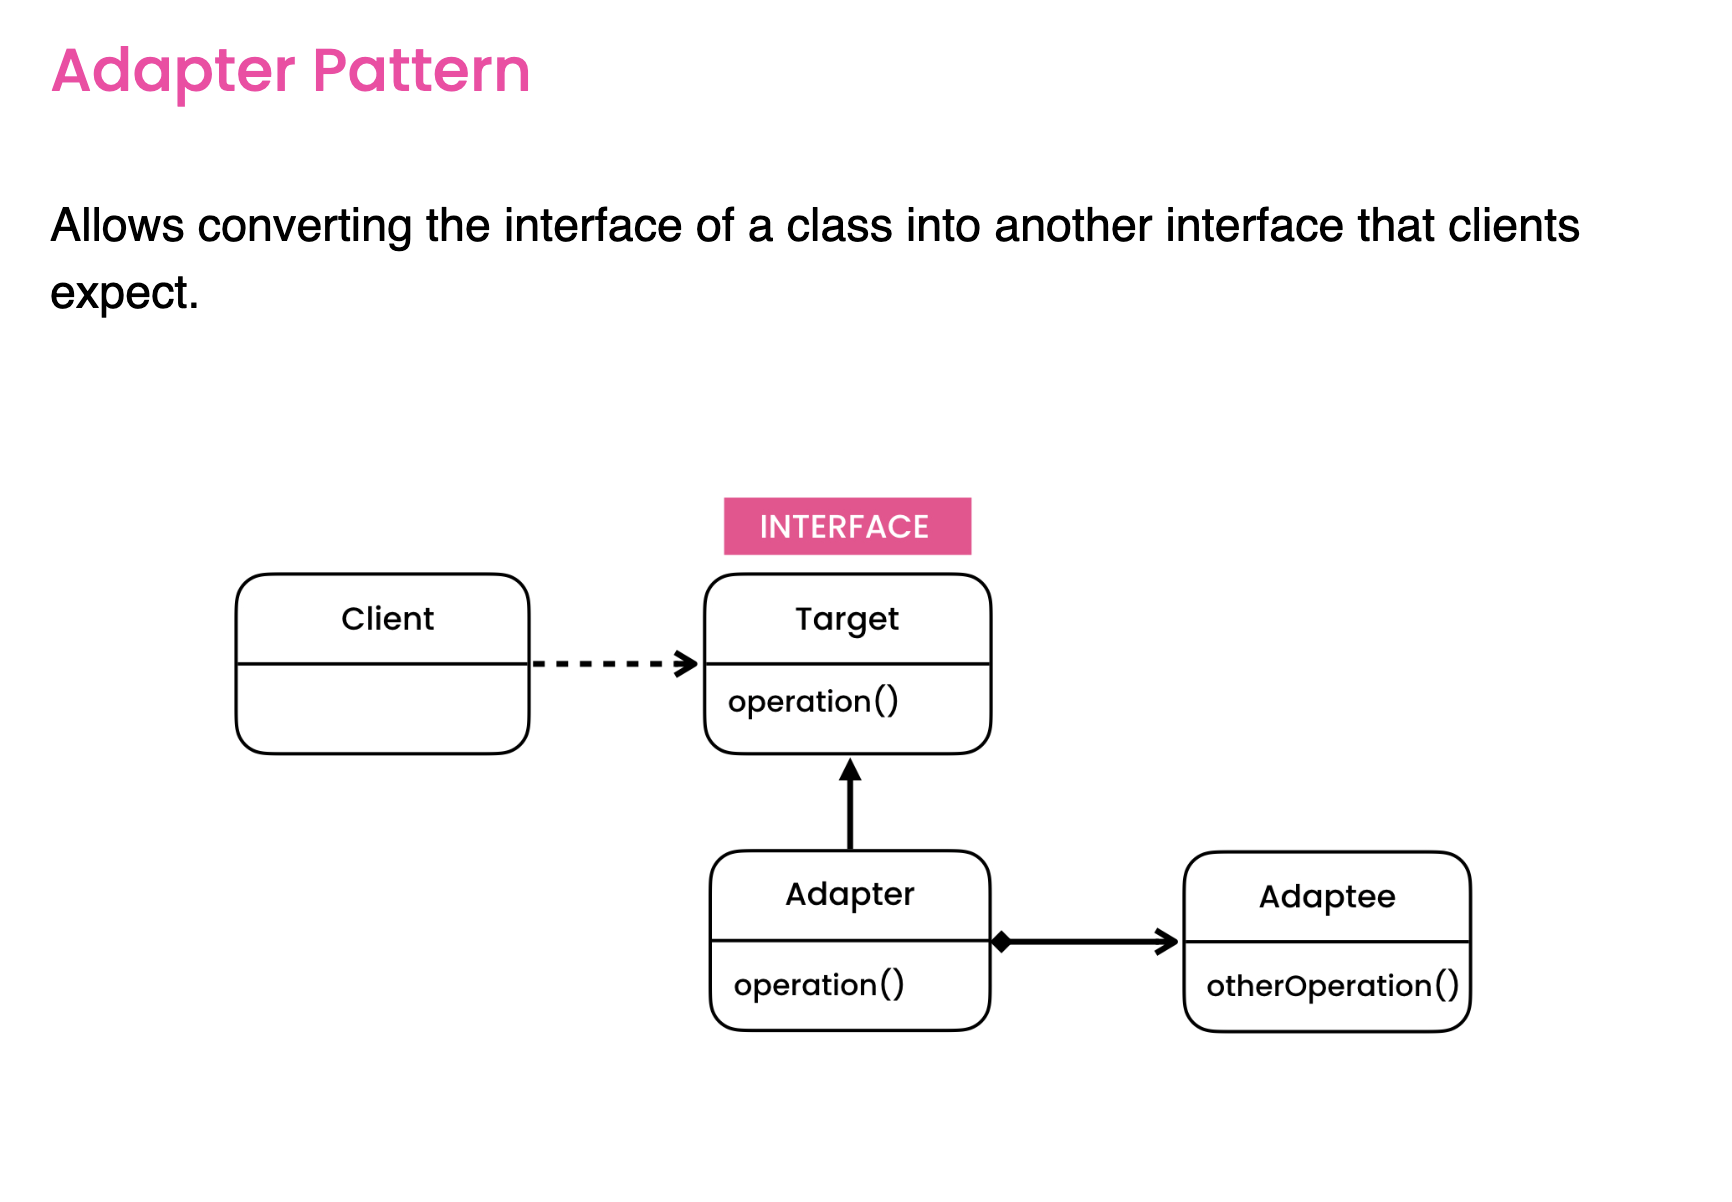 Adapter Pattern
Allows converting the interface of a class into another interface that clients
expect.
INTERFACE
Client
Target
operation()
Adapter
operation()
Adaptee
otherOperation()